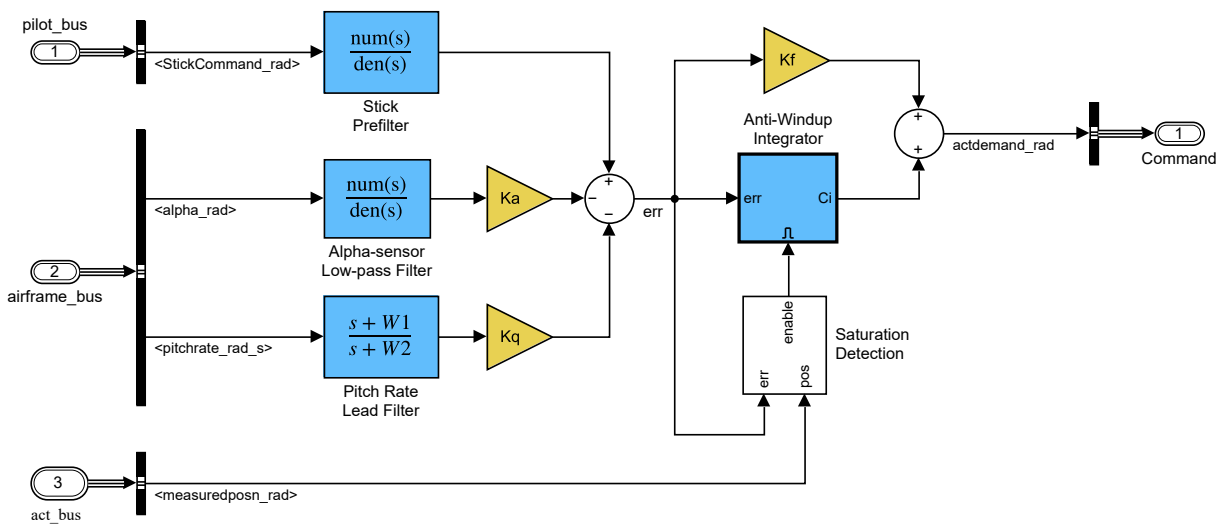 pilot_bus
1
<StickCommand_rad>
num(s)
den(s)
Stick
Prefilter
Kf
Anti-Windup
Integrator
+
+
actdemand_rad
1
Command
<alpha_rad>
num(s)
den(s)
Alpha-sensor
Low-pass Filter
Ka
+
−
−
err
err
Ci
2
airframe_bus
<pitchrate_rad_s>
s + W1
s + W2
Pitch Rate
Lead Filter
Kq
enable
err
pos
Saturation
Detection
3
act_bus
<measuredposn_rad>